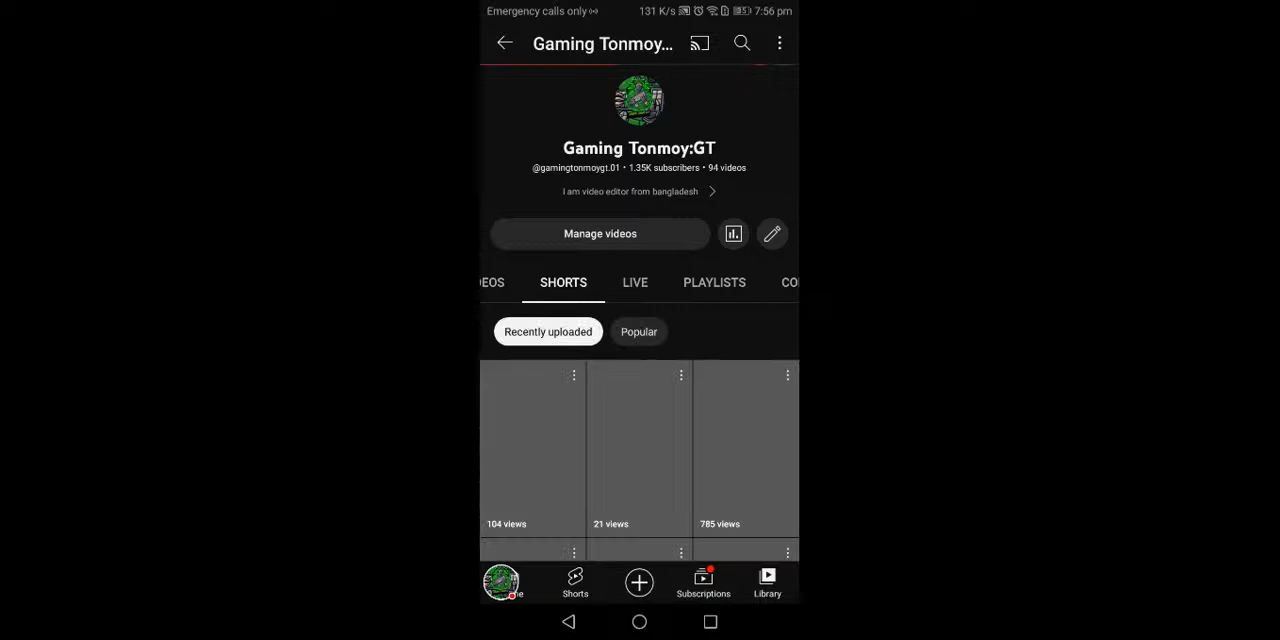 Emergency calls only 131 K/s 7:56 pm
Gaming Tonmoy...
Gaming Tonmoy:GT
@gamingtonmoygt.01 • 1.35K subscribers • 94 videos
I am video editor from bangladesh
Manage videos
DEOS SHORTS LIVE PLAYLISTS CO
Recently uploaded Popular
104 views 21 views 785 views
me Shorts Subscriptions Library